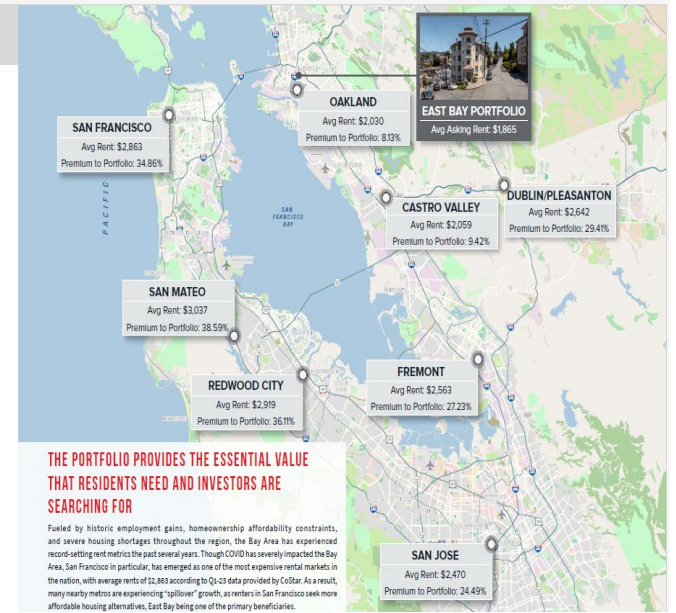 OAKLAND
Avg Rent: $2,030
Premium to Portfolio: 8.13%
EAST BAY PORTFOLIO
Avg Asking Rent: $1,865
SAN FRANCISCO
Avg Rent: $2,863
Premium to Portfolio: 34.86%
PACIFIC
SAN
FRANCISCO
BAY
CASTRO VALLEY
Avg Rent: $2,059
Premium to Portfolio: 9.42%
DUBLIN/PLEASANTON
Avg Rent: $2,642
Premium to Portfolio: 29.41%
SAN MATEO
Avg Rent: $3,037
Premium to Portfolio: 38.59%
REDWOOD CITY
Avg Rent: $2,919
Premium to Portfolio: 36.11%
FREMONT
Avg Rent: $2,563
Premium to Portfolio: 27.23%
THE PORTFOLIO PROVIDES THE ESSENTIAL VALUE
THAT RESIDENTS NEED AND INVESTORS ARE
SEARCHING FOR
Fueled by historic employment gains, homeownership affordability constraints,
and severe housing shortages throughout the region, the Bay Area has experienced
record-setting rent metrics the past several years. Though COVID has severely impacted the Bay
Area, San Francisco in particular, has emerged as one of the most expensive rental markets in
the nation, with average rents of $2,863 according to Q1-23 data provided by CoStar. As a result,
many nearby metros are experiencing "spillover" growth, as renters in San Francisco seek more
affordable housing alternatives, East Bay being one of the primary beneficiaries.
SAN JOSE
Avg Rent: $2,470
Premium to Portfolio: 24.49%